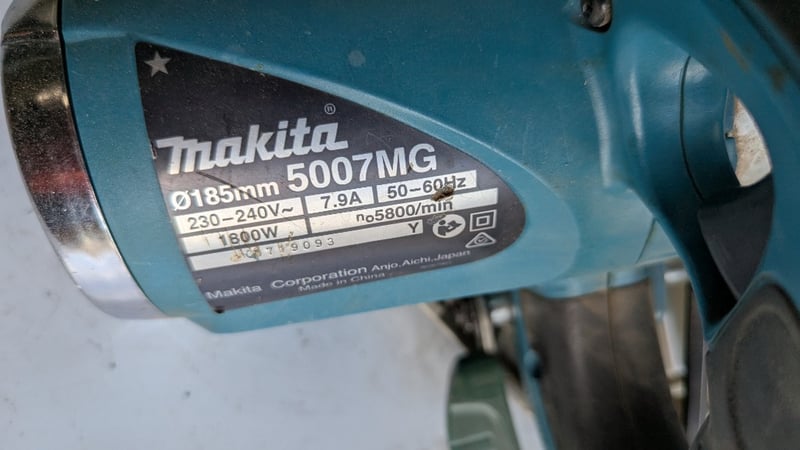 makita®
5007MG
Ø185mm
230-240V~ 7.9A 50-60Hz
1800W n₀5800/min
Y
Makita Corporation Anjo, Aichi, Japan
Made in China